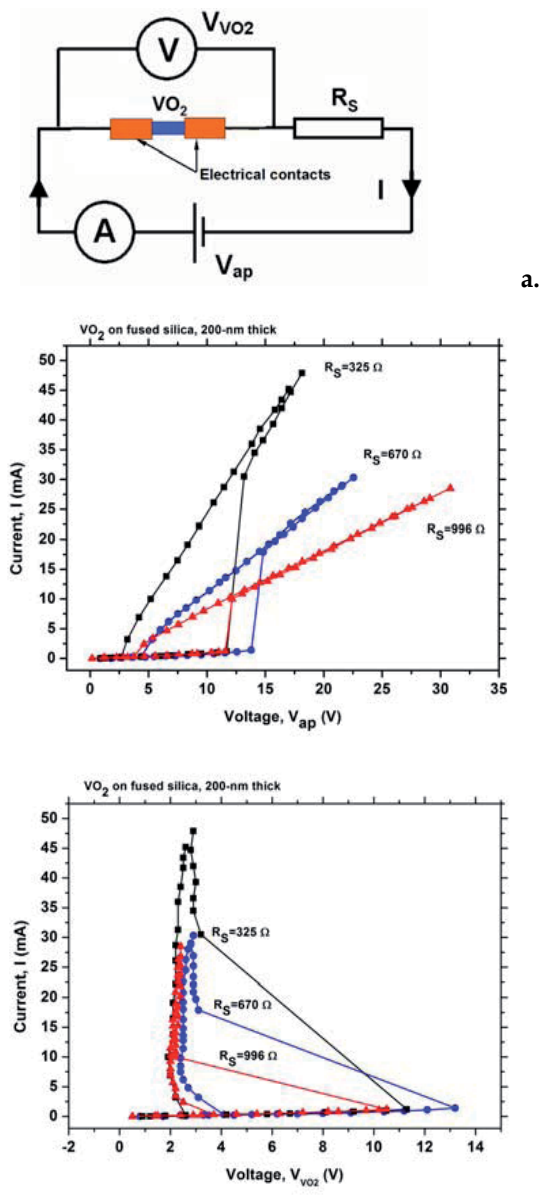 V_VO2
V
VO2
RS
Electrical contacts
I
A
Vap
a.
VO2 on fused silica, 200-nm thick
50
45
40
35
30
25
20
15
10
5
0
RS=325 Ω
RS=670 Ω
RS=996 Ω
Current, I (mA)
0 5 10 15 20 25 30 35
Voltage, Vap (V)
VO2 on fused silica, 200-nm thick
50
45
40
35
30
25
20
15
10
5
0
RS=325 Ω
RS=670 Ω
RS=996 Ω
Current, I (mA)
-2 0 2 4 6 8 10 12 14
Voltage, VVO2 (V)